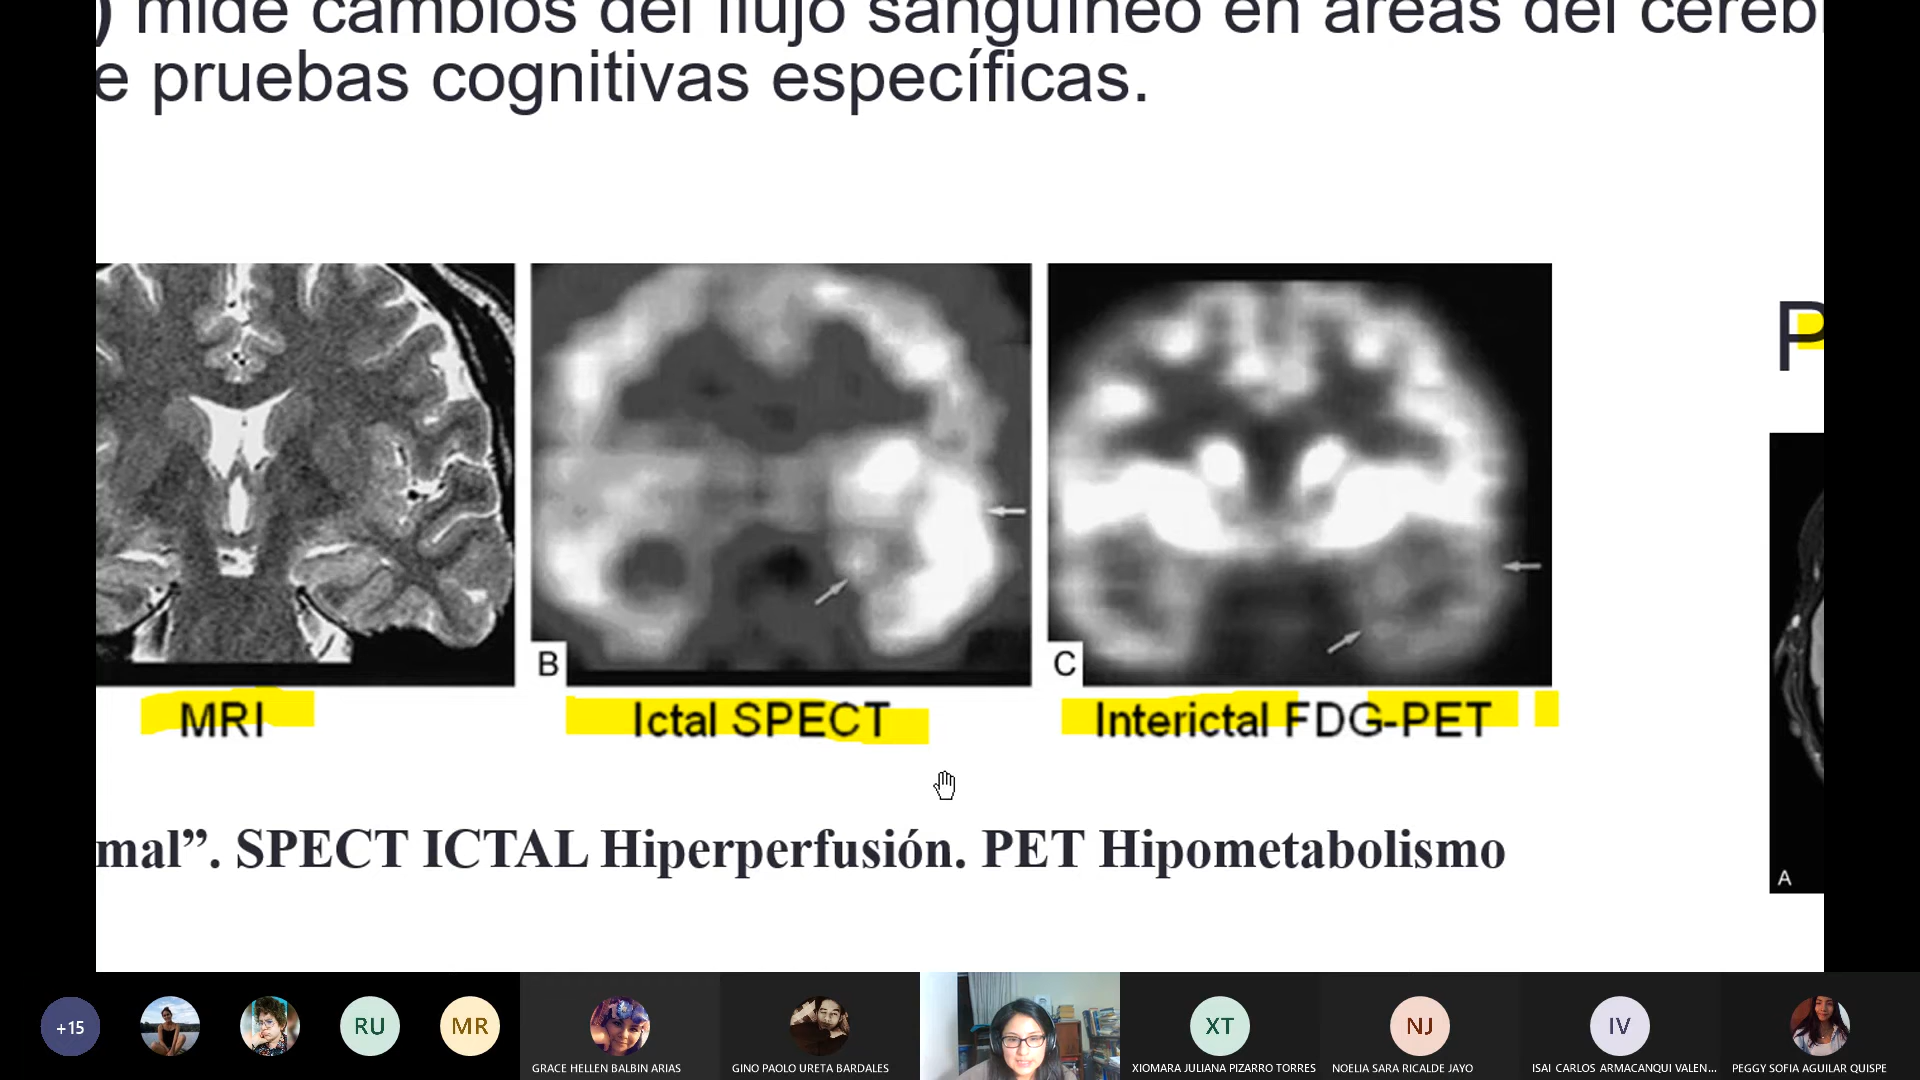 ) mide cambios del flujo sanguíneo en áreas del cereb
e pruebas cognitivas específicas.
P
B
C
MRI
Ictal SPECT
Interictal FDG-PET
A
mal”. SPECT ICTAL Hiperperfusión. PET Hipometabolismo
+15
RU
MR
XT
NJ
IV
GRACE HELLEN BALBIN ARIAS
GINO PAOLO URETA BARDALES
XIOMARA JULIANA PIZARRO TORRES
NOELIA SARA RICALDE JAYO
ISAI CARLOS ARMACANQUI VALEN...
PEGGY SOFIA AGUILAR QUISPE